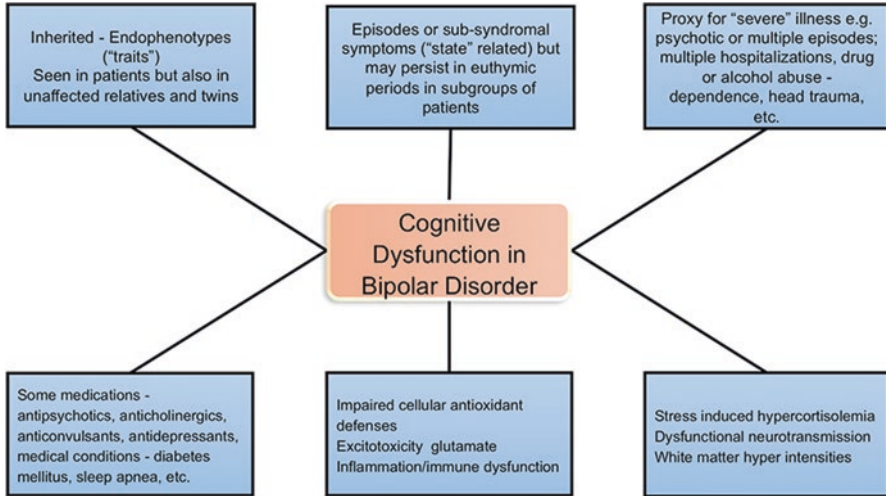 Inherited - Endophenotypes
("traits")
Seen in patients but also in
unaffected relatives and twins
Episodes or sub-syndromal
symptoms ("state" related) but
may persist in euthymic
periods in subgroups of
patients
Proxy for "severe" illness e.g.
psychotic or multiple episodes;
multiple hospitalizations, drug
or alcohol abuse -
dependence, head trauma,
etc.
Cognitive
Dysfunction in
Bipolar Disorder
Some medications -
antipsychotics, anticholinergics,
anticonvulsants, antidepressants,
medical conditions - diabetes
mellitus, sleep apnea, etc.
Impaired cellular antioxidant
defenses
Excitotoxicity glutamate
Inflammation/immune dysfunction
Stress induced hypercortisolemia
Dysfunctional neurotransmission
White matter hyper intensities